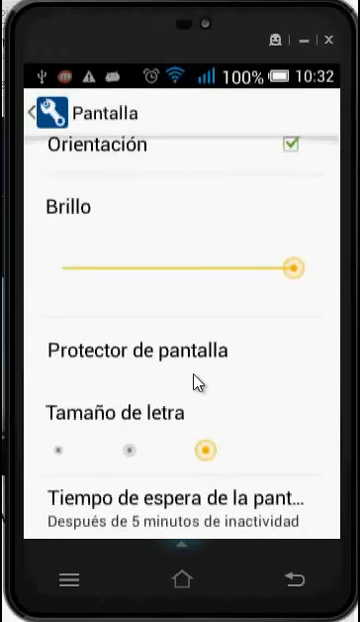 100% 10:32
Pantalla
Orientación
Brillo
Protector de pantalla
Tamaño de letra
Tiempo de espera de la pant...
Después de 5 minutos de inactividad